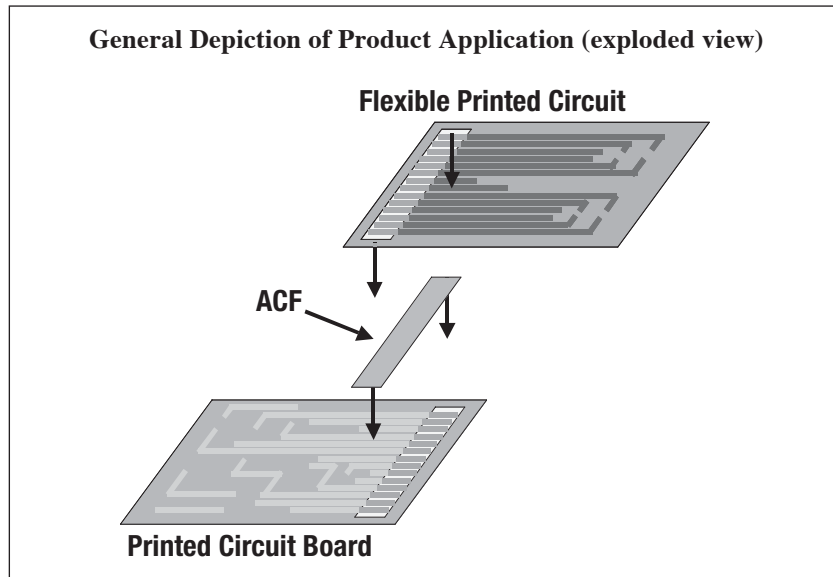 General Depiction of Product Application (exploded view)
Flexible Printed Circuit
ACF
Printed Circuit Board